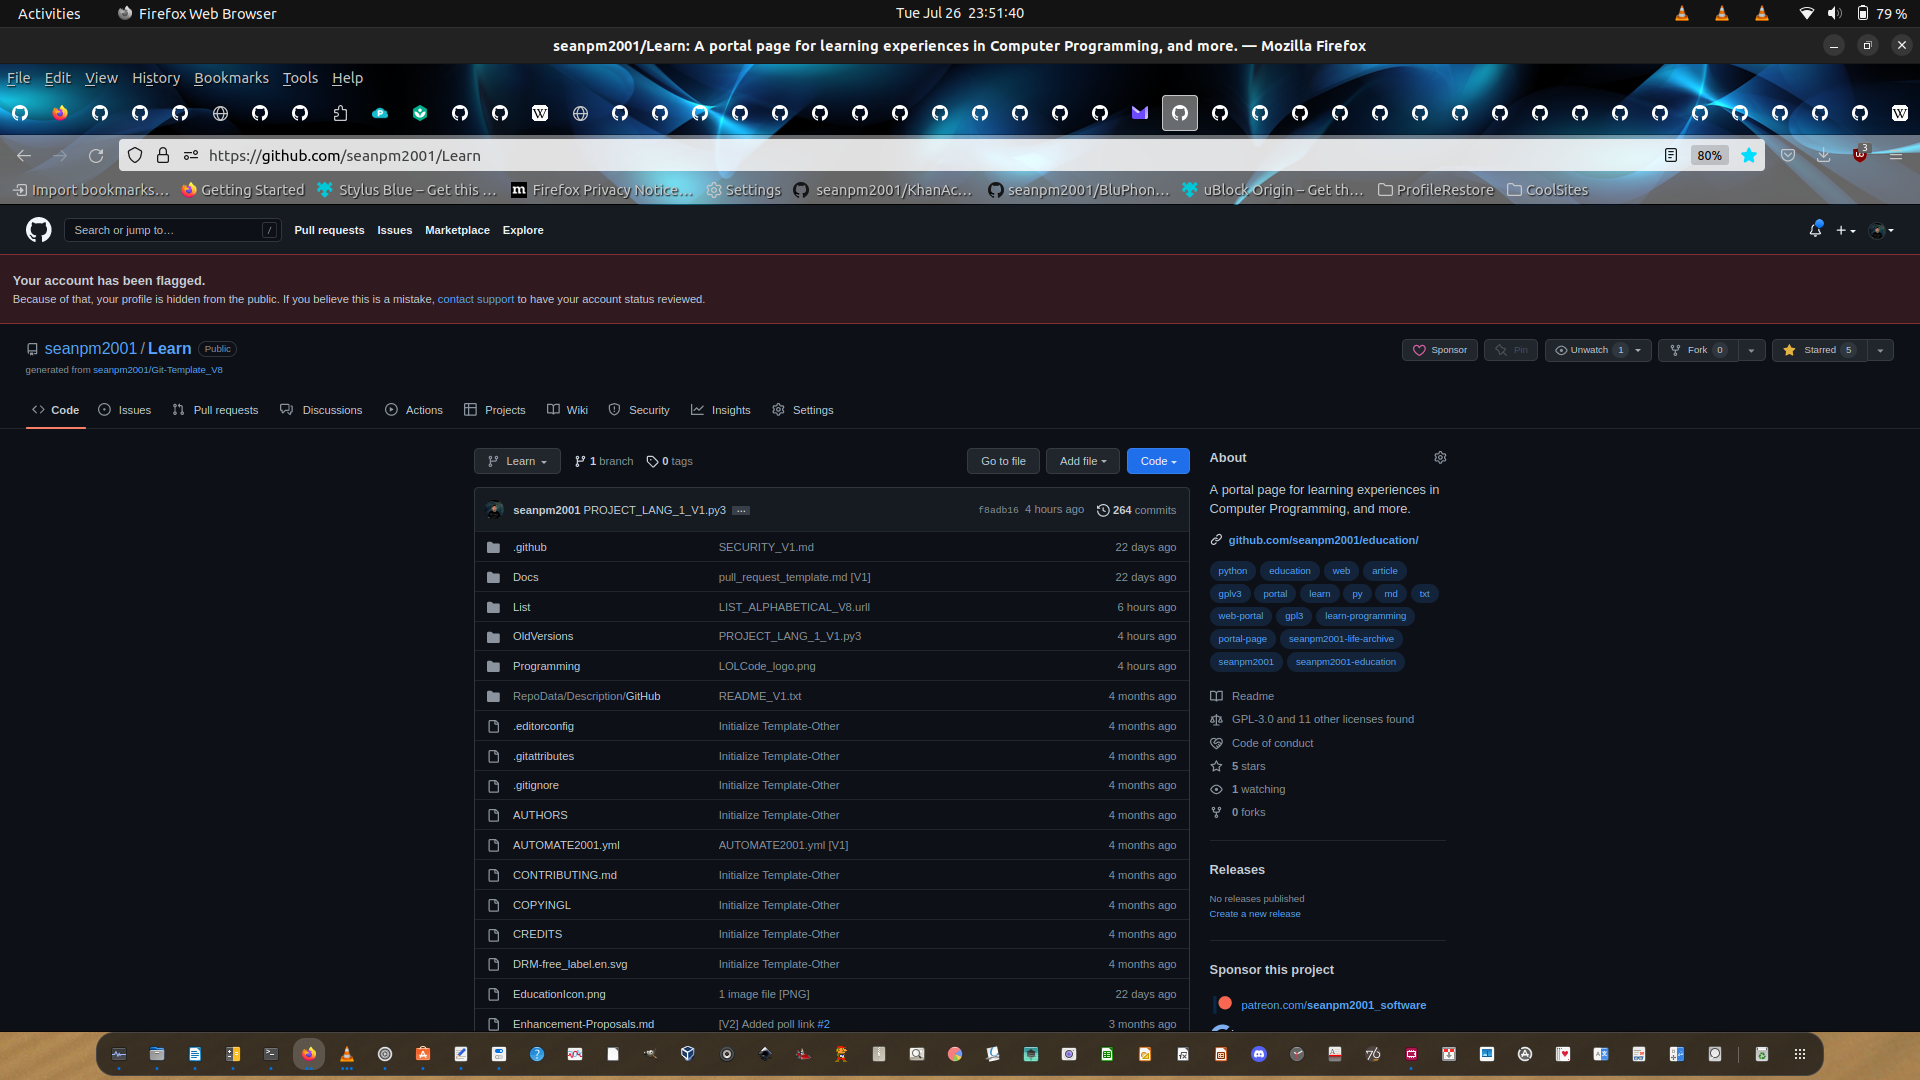 Activities
Firefox Web Browser
Tue Jul 26  23:51:40
79 %
seanpm2001/Learn: A portal page for learning experiences in Computer Programming, and more. — Mozilla Firefox
File Edit View History Bookmarks Tools Help
https://github.com/seanpm2001/Learn
80%
3
Import bookmarks…
Getting Started
Stylus Blue – Get this …
Firefox Privacy Notice…
Settings
seanpm2001/KhanAc…
seanpm2001/BluPhon…
uBlock Origin – Get th…
ProfileRestore
CoolSites
Search or jump to…
/
Pull requests Issues Marketplace Explore
Your account has been flagged.
Because of that, your profile is hidden from the public. If you believe this is a mistake, contact support to have your account status reviewed.
seanpm2001 / Learn Public
generated from seanpm2001/Git-Template_V8
Sponsor
Pin
Unwatch 1
Fork 0
Starred 5
Code
Issues
Pull requests
Discussions
Actions
Projects
Wiki
Security
Insights
Settings
Learn
1 branch
0 tags
Go to file
Add file
Code
seanpm2001 PROJECT_LANG_1_V1.py3 …
f8adb16 4 hours ago 264 commits
.github SECURITY_V1.md 22 days ago
Docs pull_request_template.md [V1] 22 days ago
List LIST_ALPHABETICAL_V8.urll 6 hours ago
OldVersions PROJECT_LANG_1_V1.py3 4 hours ago
Programming LOLCode_logo.png 4 hours ago
RepoData/Description/GitHub README_V1.txt 4 months ago
.editorconfig Initialize Template-Other 4 months ago
.gitattributes Initialize Template-Other 4 months ago
.gitignore Initialize Template-Other 4 months ago
AUTHORS Initialize Template-Other 4 months ago
AUTOMATE2001.yml AUTOMATE2001.yml [V1] 4 months ago
CONTRIBUTING.md Initialize Template-Other 4 months ago
COPYINGL Initialize Template-Other 4 months ago
CREDITS Initialize Template-Other 4 months ago
DRM-free_label.en.svg Initialize Template-Other 4 months ago
EducationIcon.png 1 image file [PNG] 22 days ago
Enhancement-Proposals.md [V2] Added poll link #2 3 months ago
About
A portal page for learning experiences in
Computer Programming, and more.
github.com/seanpm2001/education/
python education web article
gplv3 portal learn py md txt
web-portal gpl3 learn-programming
portal-page seanpm2001-life-archive
seanpm2001 seanpm2001-education
Readme
GPL-3.0 and 11 other licenses found
Code of conduct
5 stars
1 watching
0 forks
Releases
No releases published
Create a new release
Sponsor this project
patreon.com/seanpm2001_software